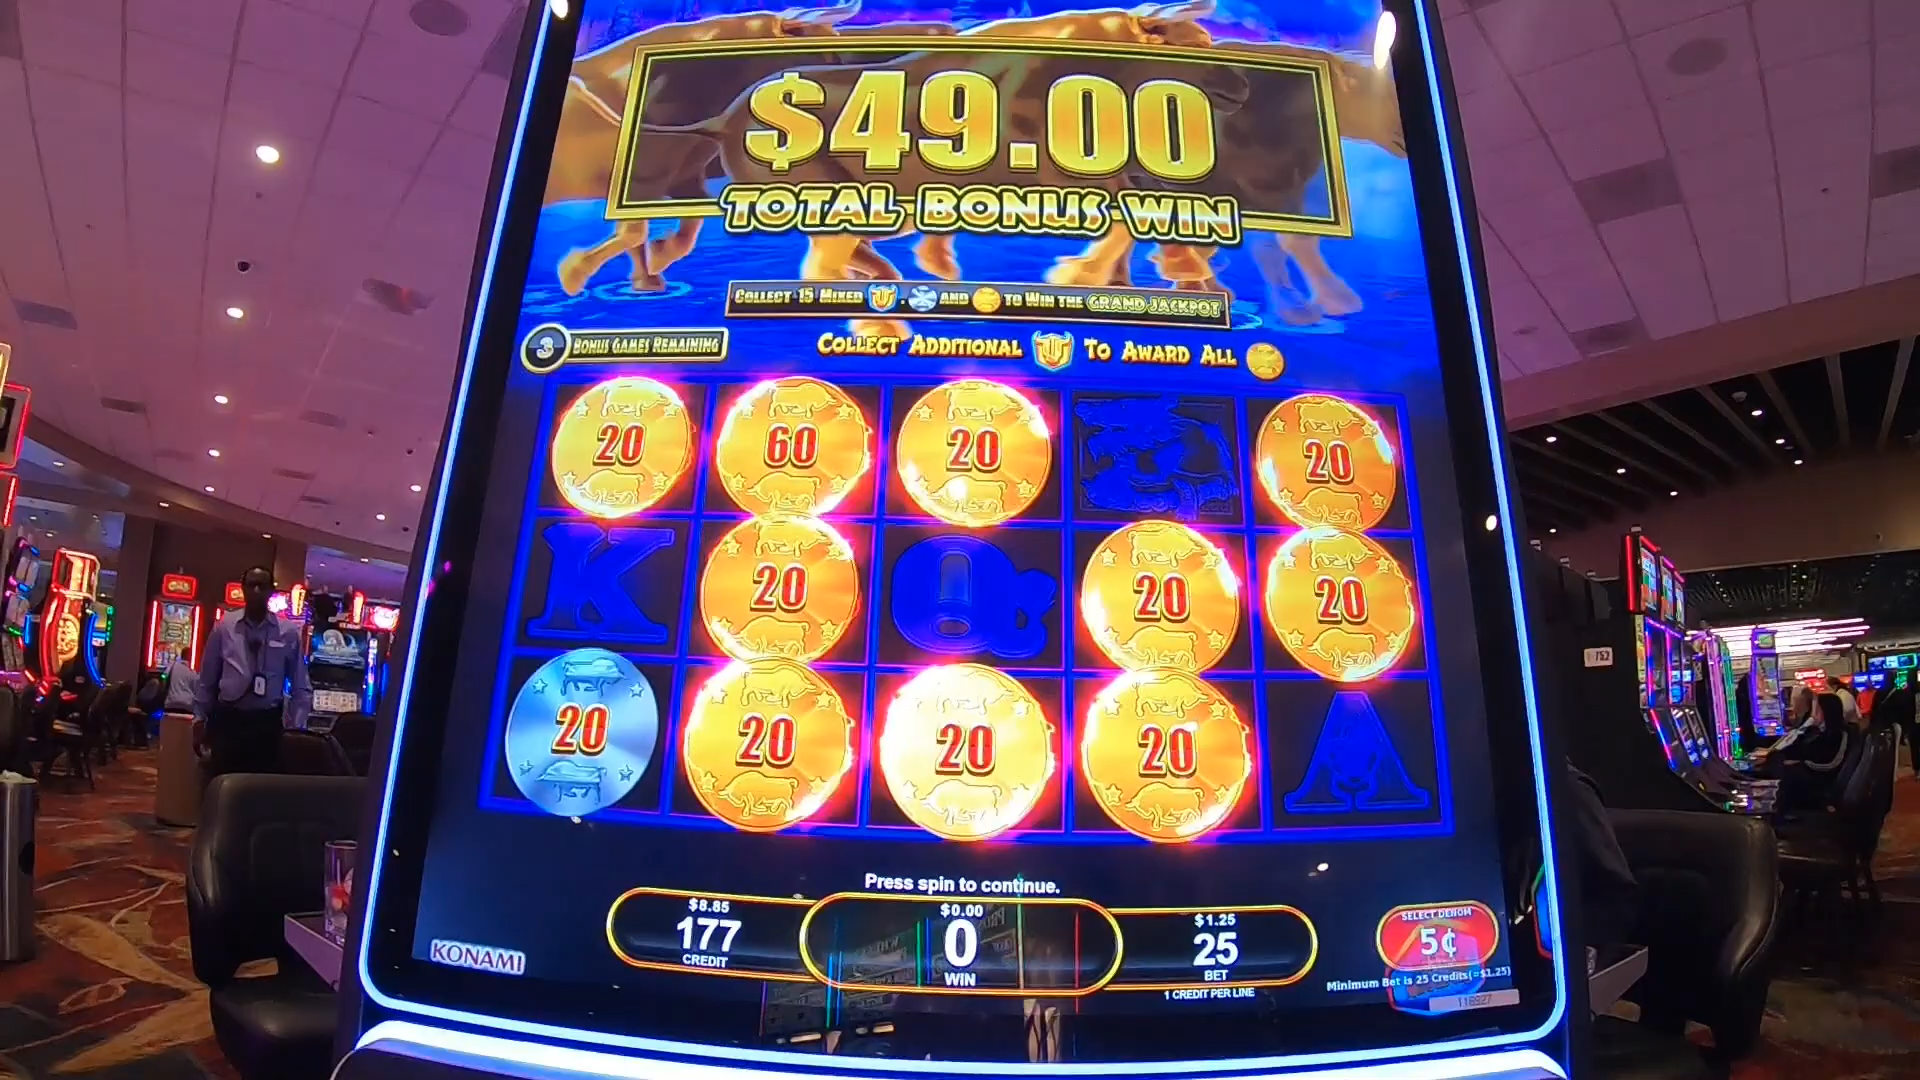 $49.00
TOTAL BONUS WIN
COLLECT 15 MIXED , AND TO WIN THE GRAND JACKPOT
3 BONUS GAMES REMAINING
COLLECT ADDITIONAL TO AWARD ALL
20 60 20 20
K 20 Q 20 20
20 20 20 20 A
Press spin to continue.
$8.85
177
CREDIT
$0.00
0
WIN
$1.25
25
BET
1 CREDIT PER LINE
SELECT DENOM
5¢
Minimum Bet is 25 Credits(=$1.25)
KONAMI